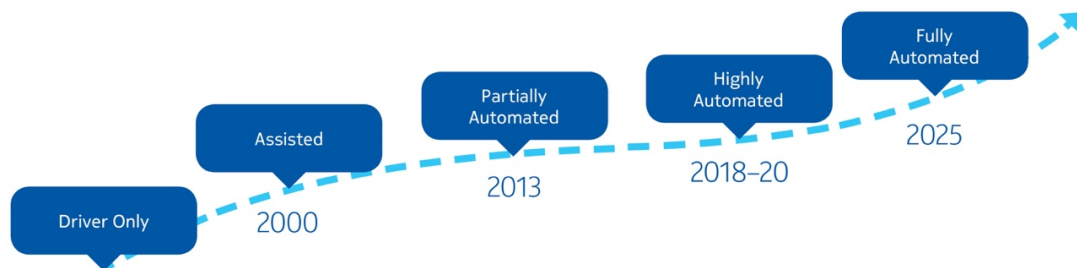 Driver Only
Assisted
2000
Partially
Automated
2013
Highly
Automated
2018–20
Fully
Automated
2025